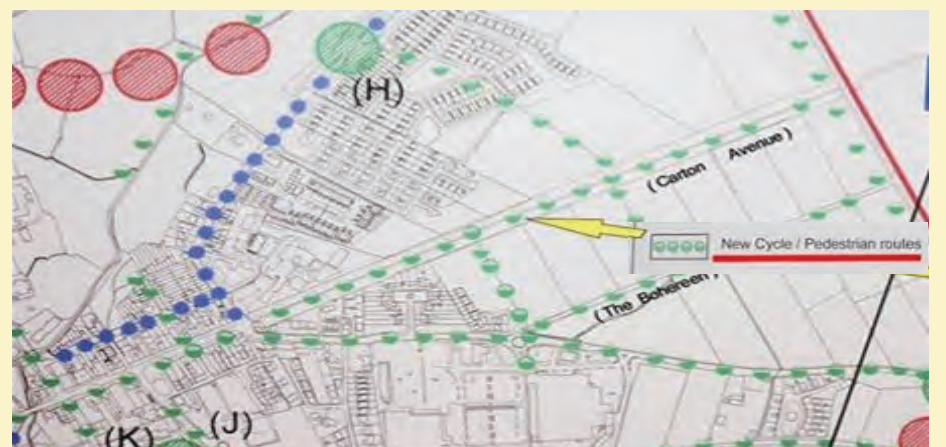 (H)
(Carton Avenue)
New Cycle / Pedestrian routes
(The Bohereen)
(J)
(K)